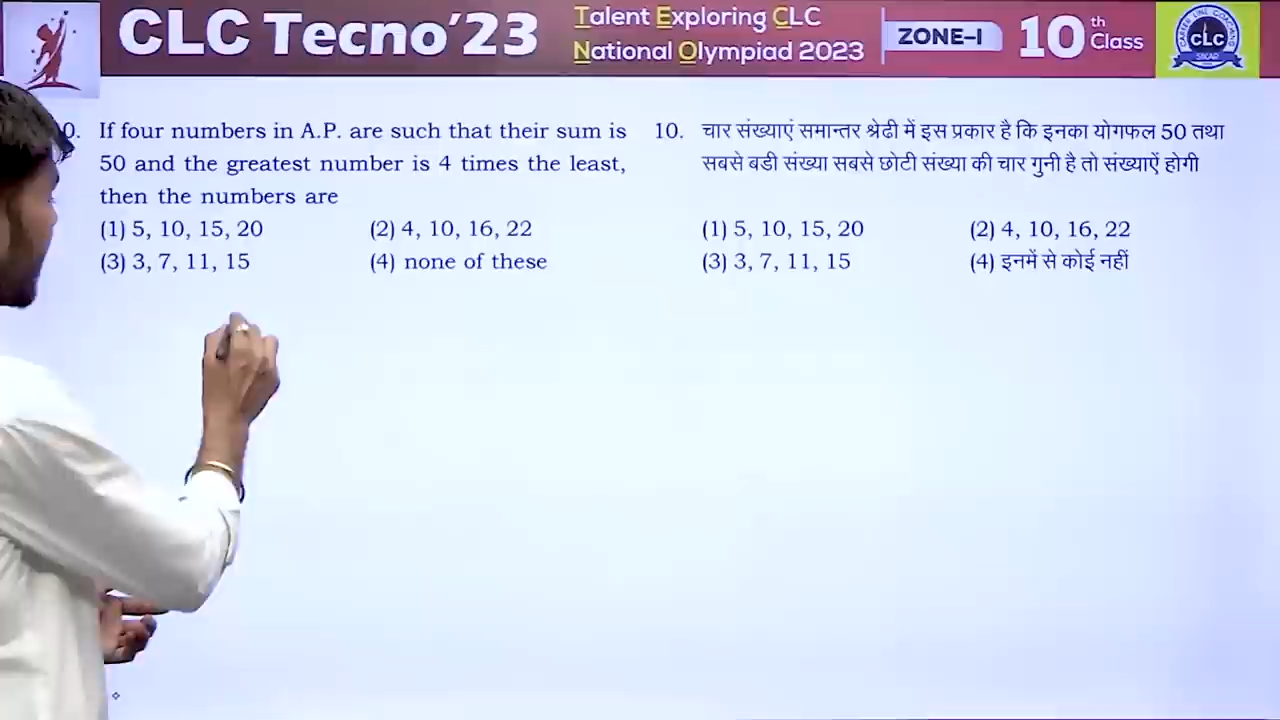 CLC Tecno’23
Talent Exploring CLC
National Olympiad 2023
ZONE–I
10th Class
CLC
SIKAR
0. If four numbers in A.P. are such that their sum is
50 and the greatest number is 4 times the least,
then the numbers are
(1) 5, 10, 15, 20 (2) 4, 10, 16, 22
(3) 3, 7, 11, 15 (4) none of these
10. चार संख्याएं समान्तर श्रेढी में इस प्रकार है कि इनका योगफल 50 तथा
सबसे बडी संख्या सबसे छोटी संख्या की चार गुनी है तो संख्याऐं होगी
(1) 5, 10, 15, 20 (2) 4, 10, 16, 22
(3) 3, 7, 11, 15 (4) इनमें से कोई नहीं